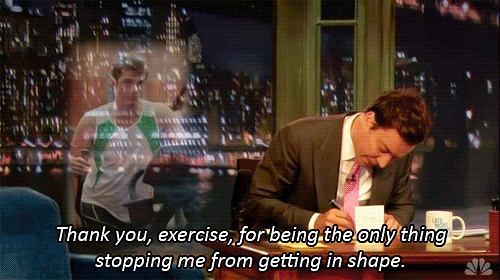 Thank you, exercise, for being the only thing
stopping me from getting in shape.